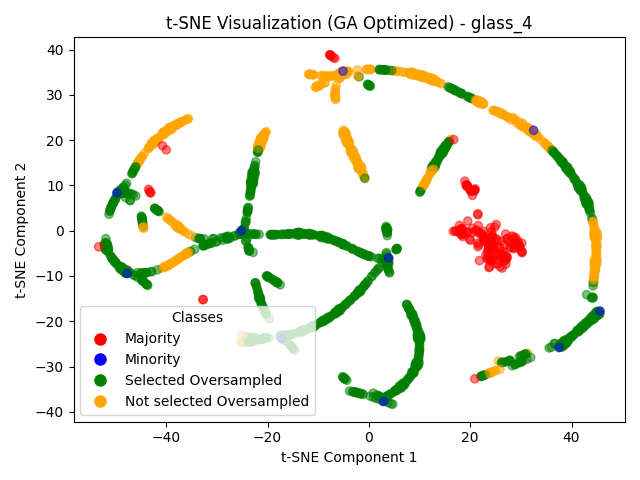 t-SNE Visualization (GA Optimized) - glass_4
t-SNE Component 2
40
30
20
10
0
−10
−20
−30
−40
Classes
Majority
Minority
Selected Oversampled
Not selected Oversampled
−40
−20
0
20
40
t-SNE Component 1